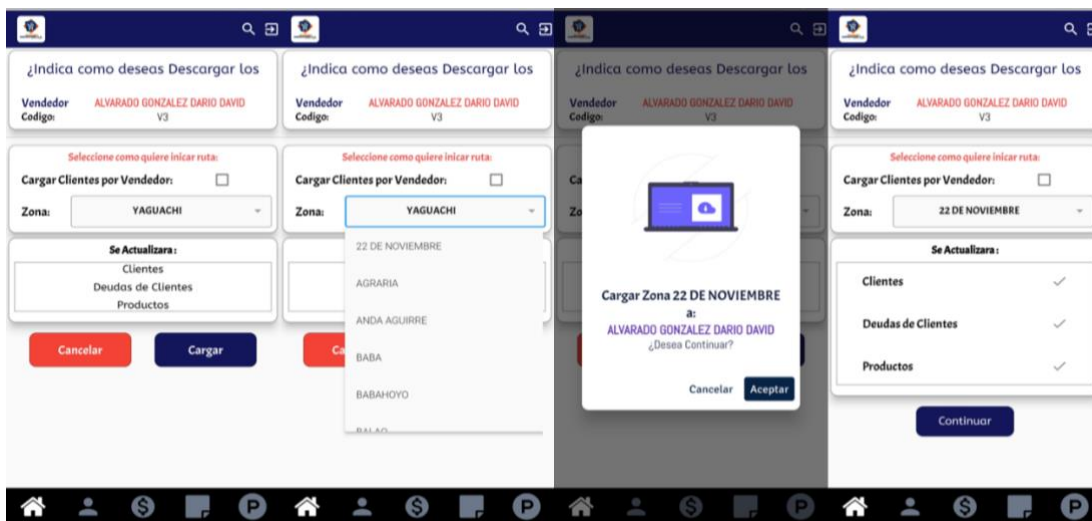 ¿Indica como deseas Descargar los
Vendedor ALVARADO GONZALEZ DARIO DAVID
Codigo: V3
Seleccione como quiere inicar ruta:
Cargar Clientes por Vendedor:
Zona: YAGUACHI
Se Actualizara :
Clientes
Deudas de Clientes
Productos
Cancelar Cargar
¿Indica como deseas Descargar los
Vendedor ALVARADO GONZALEZ DARIO DAVID
Codigo: V3
Seleccione como quiere inicar ruta:
Cargar Clientes por Vendedor:
Zona: YAGUACHI
22 DE NOVIEMBRE
AGRARIA
ANDA AGUIRRE
BABA
BABAHOYO
Ca
¿Indica como deseas Descargar los
Vendedor ALVARADO GONZALEZ DARIO DAVID
Codigo: V3
Ca
Zo
Cargar Zona 22 DE NOVIEMBRE
a:
ALVARADO GONZALEZ DARIO DAVID
¿Desea Continuar?
Cancelar Aceptar
¿Indica como deseas Descargar los
Vendedor ALVARADO GONZALEZ DARIO DAVID
Codigo: V3
Seleccione como quiere inicar ruta:
Cargar Clientes por Vendedor:
Zona: 22 DE NOVIEMBRE
Se Actualizara :
Clientes
Deudas de Clientes
Productos
Continuar